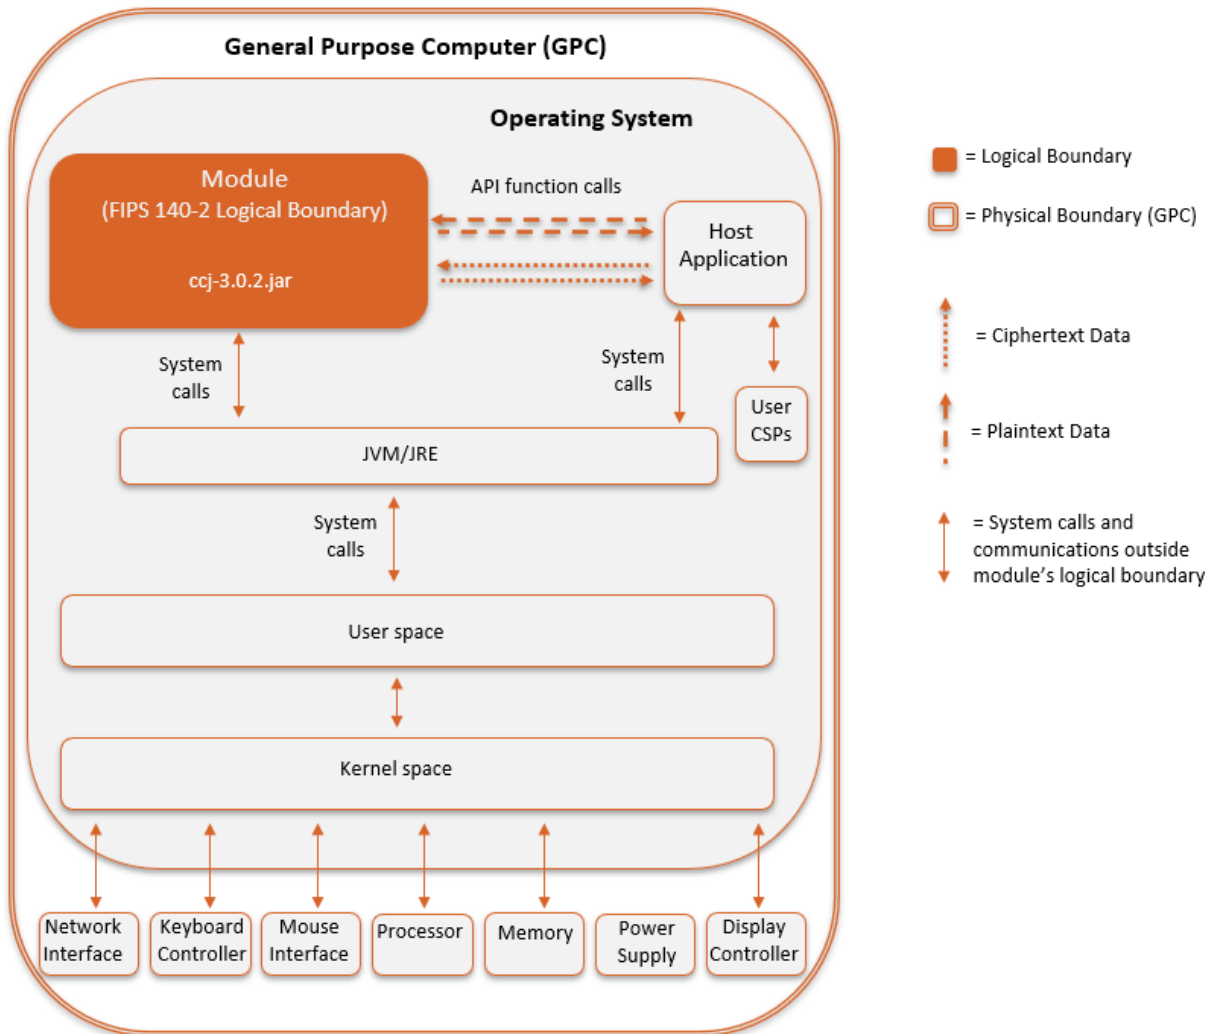 General Purpose Computer (GPC)
Operating System
Module
(FIPS 140-2 Logical Boundary)
ccj-3.0.2.jar
API function calls
Host
Application
System
calls
System
calls
User
CSPs
JVM/JRE
System
calls
User space
Kernel space
Network
Interface
Keyboard
Controller
Mouse
Interface
Processor
Memory
Power
Supply
Display
Controller
= Logical Boundary
= Physical Boundary (GPC)
= Ciphertext Data
= Plaintext Data
= System calls and
communications outside
module's logical boundary